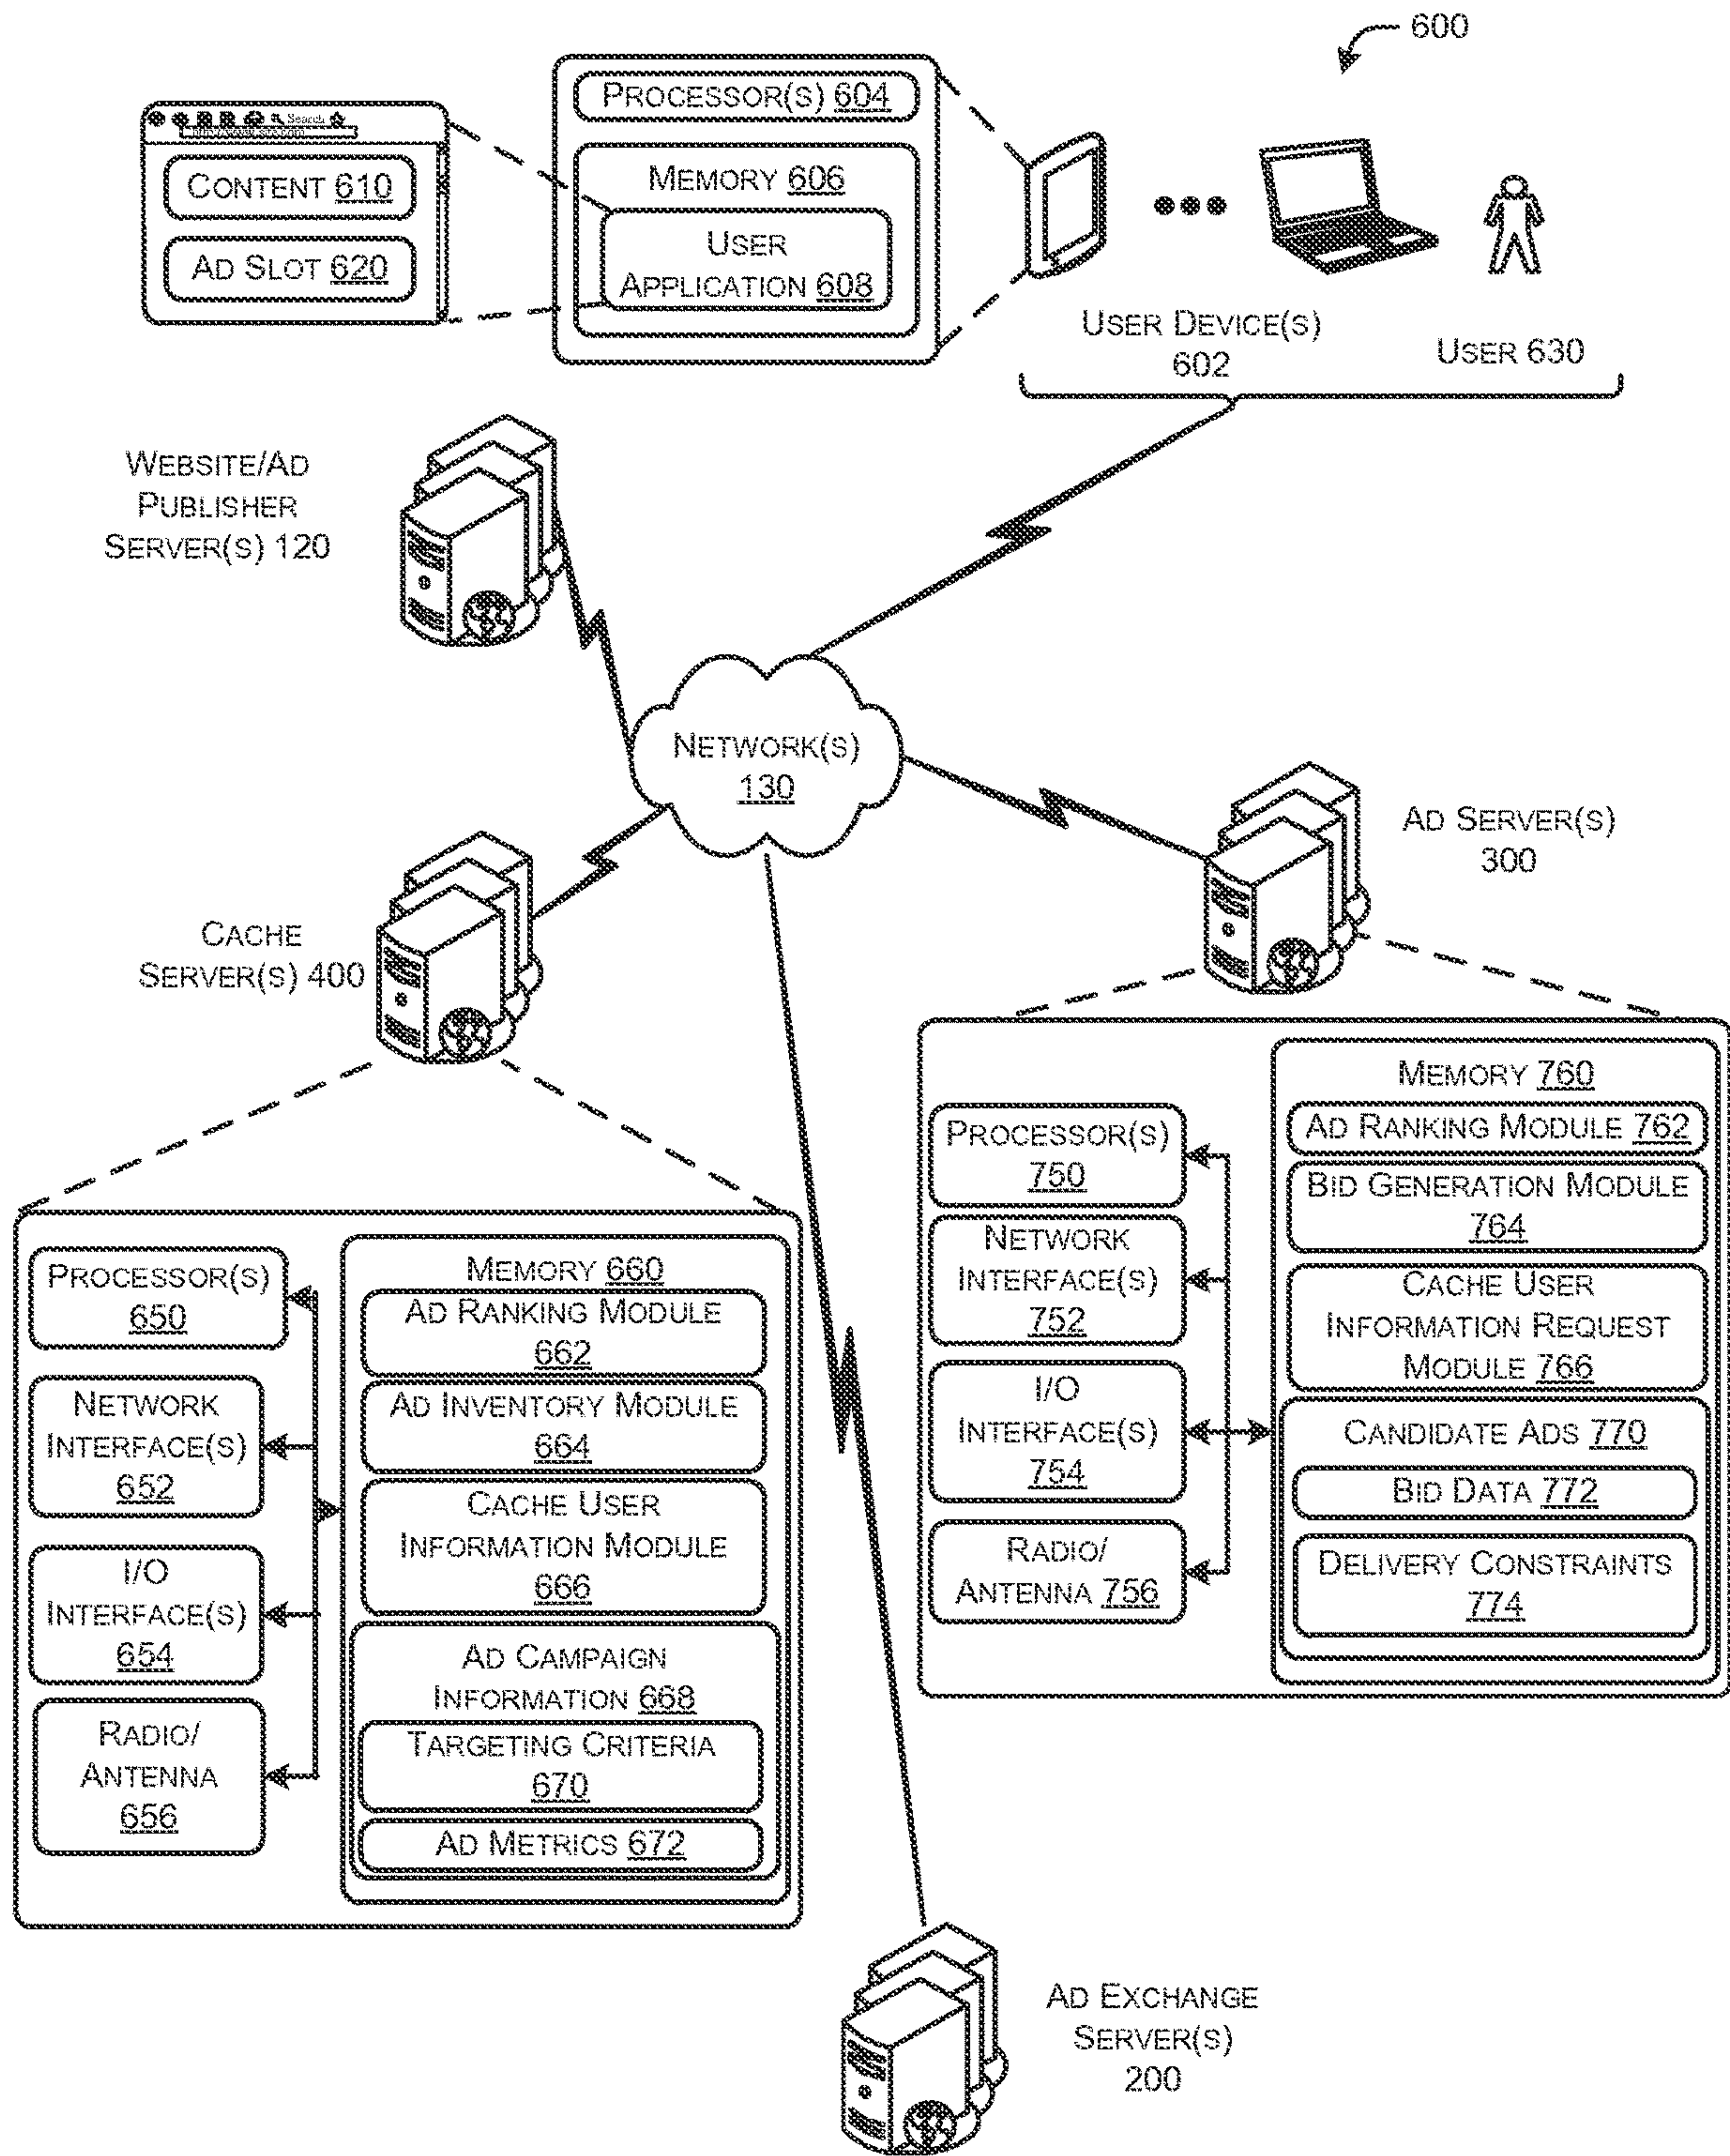 600
Search
http://www.site.com
CONTENT 610
AD SLOT 620
PROCESSOR(S) 604
MEMORY 606
USER
APPLICATION 608
USER DEVICE(S)
602
USER 630
WEBSITE/AD
PUBLISHER
SERVER(S) 120
NETWORK(S)
130
AD SERVER(S)
300
CACHE
SERVER(S) 400
PROCESSOR(S)
650
NETWORK
INTERFACE(S)
652
I/O
INTERFACE(S)
654
RADIO/
ANTENNA
656
MEMORY 660
AD RANKING MODULE
662
AD INVENTORY MODULE
664
CACHE USER
INFORMATION MODULE
666
AD CAMPAIGN
INFORMATION 668
TARGETING CRITERIA
670
AD METRICS 672
PROCESSOR(S)
750
NETWORK
INTERFACE(S)
752
I/O
INTERFACE(S)
754
RADIO/
ANTENNA 756
MEMORY 760
AD RANKING MODULE 762
BID GENERATION MODULE
764
CACHE USER
INFORMATION REQUEST
MODULE 766
CANDIDATE ADS 770
BID DATA 772
DELIVERY CONSTRAINTS
774
AD EXCHANGE
SERVER(S)
200